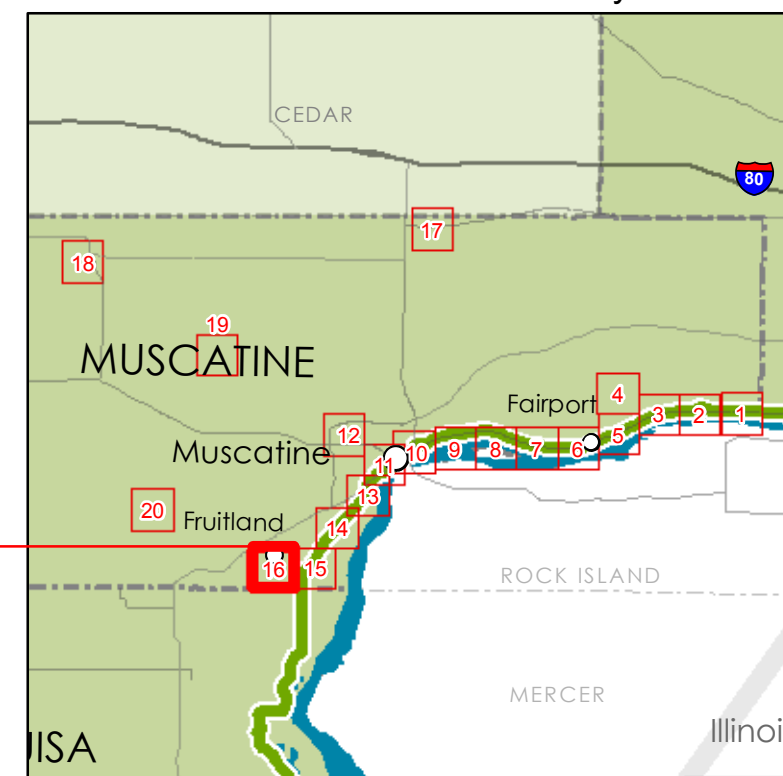 CEDAR
80
17
18
19
MUSCATINE
4
Fairport
3
2
1
12
5
Muscatine
11
10
9
8
7
6
13
20
Fruitland
14
16
15
ROCK ISLAND
MERCER
Illinoi
JISA